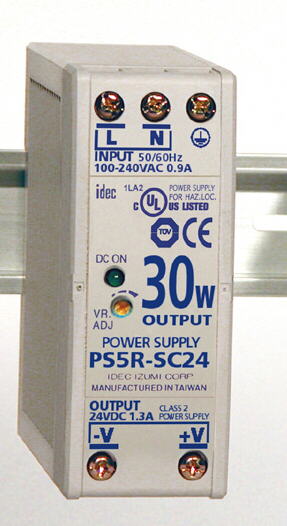 L N
INPUT 50/60Hz
100-240VAC 0.9A
idec 1LA2 POWER SUPPLY
FOR HAZ.LOC.
c UL US LISTED
TÜV CE
DC ON
30W
VR.
ADJ
OUTPUT
POWER SUPPLY
PS5R-SC24
IDEC IZUMI CORP.
MANUFACTURED IN TAIWAN
OUTPUT CLASS 2
24VDC 1.3A POWER SUPPLY
-V +V